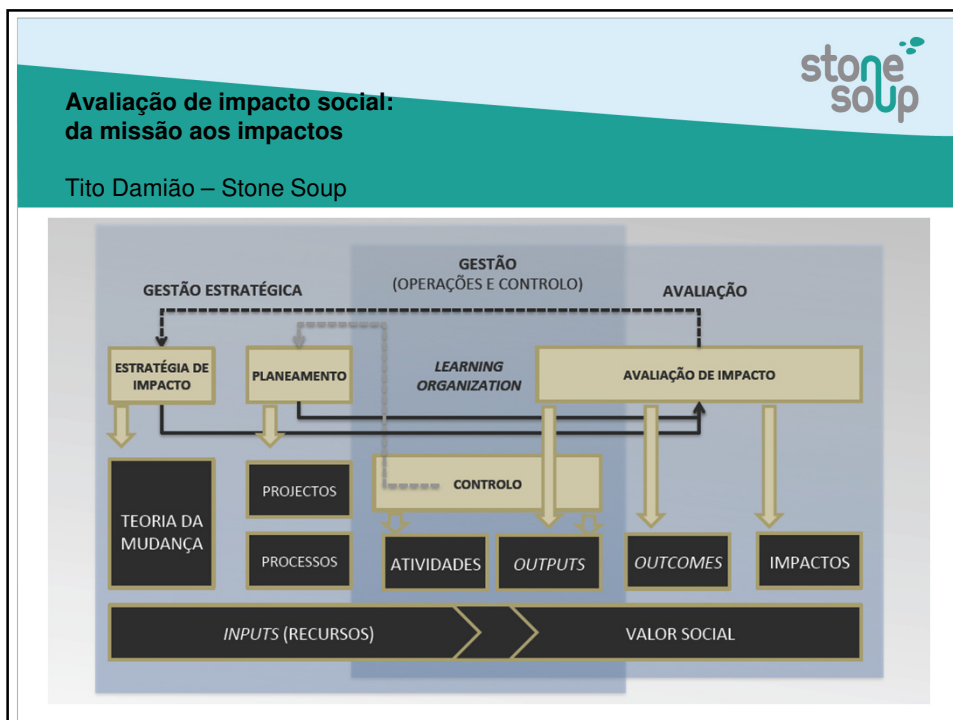 stone
soup
Avaliação de impacto social:
da missão aos impactos
Tito Damião – Stone Soup
GESTÃO
(OPERAÇÕES E CONTROLO)
GESTÃO ESTRATÉGICA
AVALIAÇÃO
ESTRATÉGIA DE
IMPACTO
PLANEAMENTO
LEARNING
ORGANIZATION
AVALIAÇÃO DE IMPACTO
CONTROLO
TEORIA DA
MUDANÇA
PROJECTOS
PROCESSOS
ATIVIDADES
OUTPUTS
OUTCOMES
IMPACTOS
INPUTS (RECURSOS)
VALOR SOCIAL